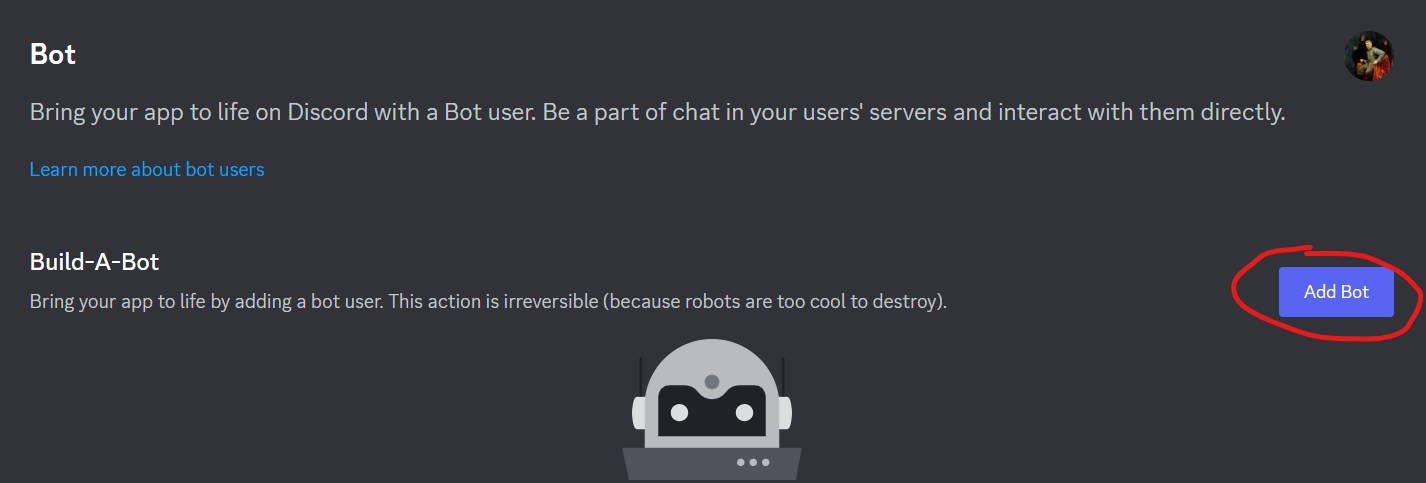 Bot
Bring your app to life on Discord with a Bot user. Be a part of chat in your users' servers and interact with them directly.
Learn more about bot users
Build-A-Bot
Bring your app to life by adding a bot user. This action is irreversible (because robots are too cool to destroy).
Add Bot